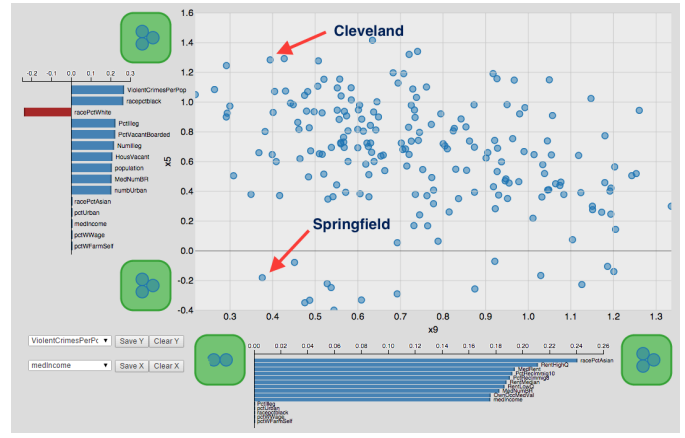 Cleveland
Springfield
1.6
1.4
1.2
1.0
0.8
0.6
0.4
0.2
0.0
-0.2
-0.4
x5
0.3 0.4 0.5 0.6 0.7 0.8 0.9 1.0 1.1 1.2 1.3
x9
-0.2 -0.1 0.0 0.1 0.2 0.3
ViolentCrimesPerPop
racepctblack
racePctWhite
PctIlleg
PctVacantBoarded
NumIlleg
HousVacant
population
MedNumBR
numbUrban
racePctAsian
pctUrban
medIncome
pctWWage
pctWFarmSelf
ViolentCrimesPerPc Save Y Clear Y
medIncome Save X Clear X
0.00 0.02 0.04 0.06 0.08 0.10 0.12 0.14 0.16 0.18 0.20 0.22 0.24 0.26
racePctAsian
RentHighQ
MedRent
PctRecImmig10
PctRecImmig8
RentMedian
RentLowQ
MedNumBR
OwnOccMedVal
medIncome
PctIlleg
pctUrban
racepctblack
pctWWage
pctWFarmSelf